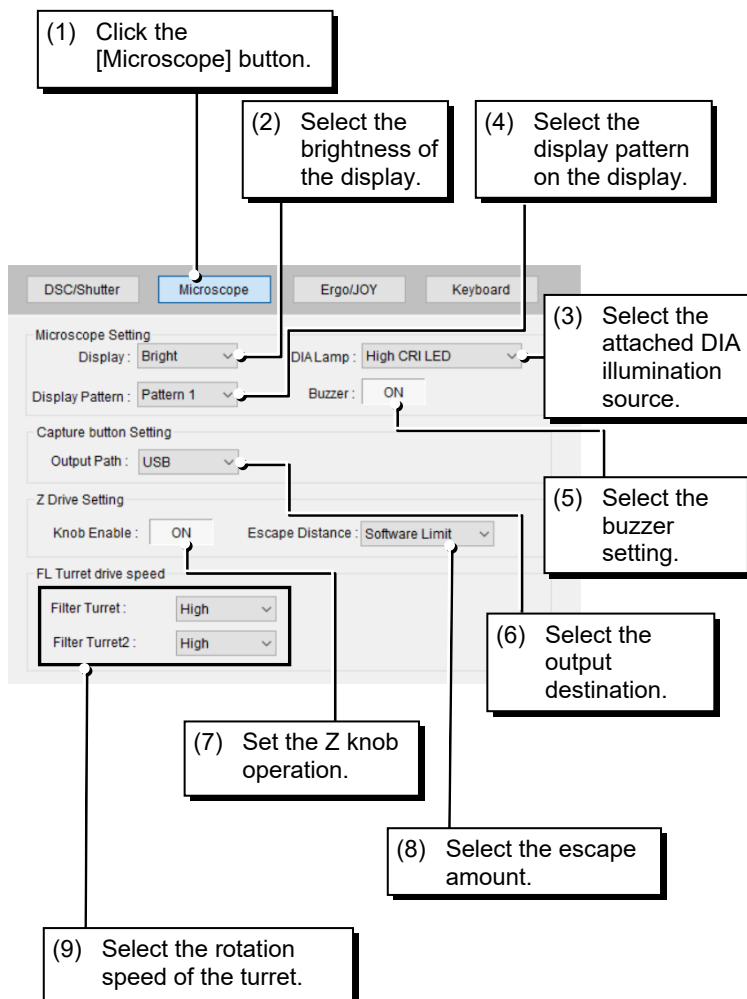 (1) Click the
[Microscope] button.
(2) Select the
brightness of
the display.
(4) Select the
display pattern
on the display.
DSC/Shutter Microscope Ergo/JOY Keyboard
(3) Select the
attached DIA
illumination
source.
Microscope Setting
Display : Bright DIA Lamp : High CRI LED
Display Pattern : Pattern 1 Buzzer : ON
Capture button Setting
Output Path : USB
(5) Select the
buzzer
setting.
Z Drive Setting
Knob Enable : ON Escape Distance : Software Limit
FL Turret drive speed
Filter Turret : High
Filter Turret2 : High
(6) Select the
output
destination.
(7) Set the Z knob
operation.
(8) Select the escape
amount.
(9) Select the rotation
speed of the turret.